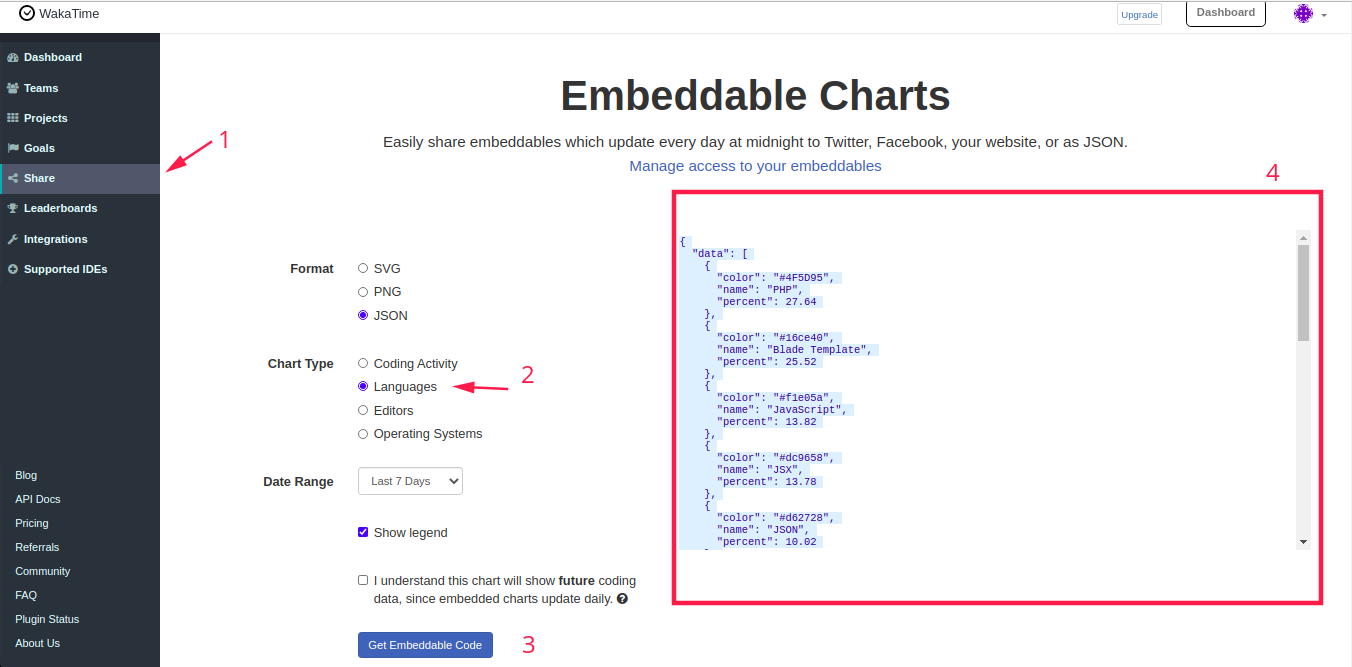 WakaTime
Upgrade
Dashboard
Dashboard
Teams
Projects
Goals
Share
Leaderboards
Integrations
Supported IDEs
Blog
API Docs
Pricing
Referrals
Community
FAQ
Plugin Status
About Us
1
Embeddable Charts
Easily share embeddables which update every day at midnight to Twitter, Facebook, your website, or as JSON.
Manage access to your embeddables
Format
SVG
PNG
JSON
Chart Type
Coding Activity
Languages
2
Editors
Operating Systems
Date Range
Last 7 Days
Show legend
I understand this chart will show future coding
data, since embedded charts update daily. ?
Get Embeddable Code
3
4
{
"data": [
{
"color": "#4F5D95",
"name": "PHP",
"percent": 27.64
},
{
"color": "#16ce40",
"name": "Blade Template",
"percent": 25.52
},
{
"color": "#f1e05a",
"name": "JavaScript",
"percent": 13.82
},
{
"color": "#dc9658",
"name": "JSX",
"percent": 13.78
},
{
"color": "#d62728",
"name": "JSON",
"percent": 10.02